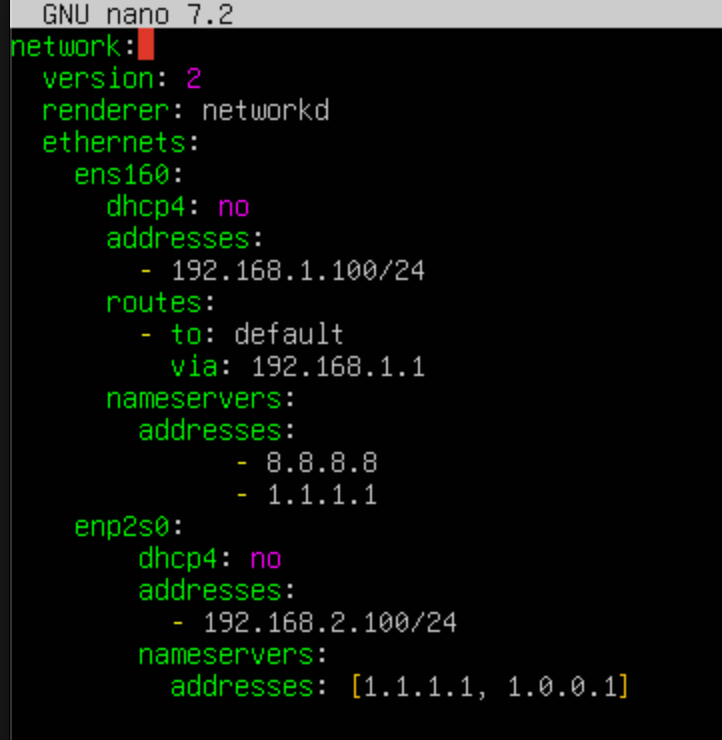 GNU nano 7.2
network:
  version: 2
  renderer: networkd
  ethernets:
    ens160:
      dhcp4: no
      addresses:
        - 192.168.1.100/24
      routes:
        - to: default
          via: 192.168.1.1
      nameservers:
        addresses:
              - 8.8.8.8
              - 1.1.1.1
    enp2s0:
        dhcp4: no
        addresses:
          - 192.168.2.100/24
        nameservers:
          addresses: [1.1.1.1, 1.0.0.1]